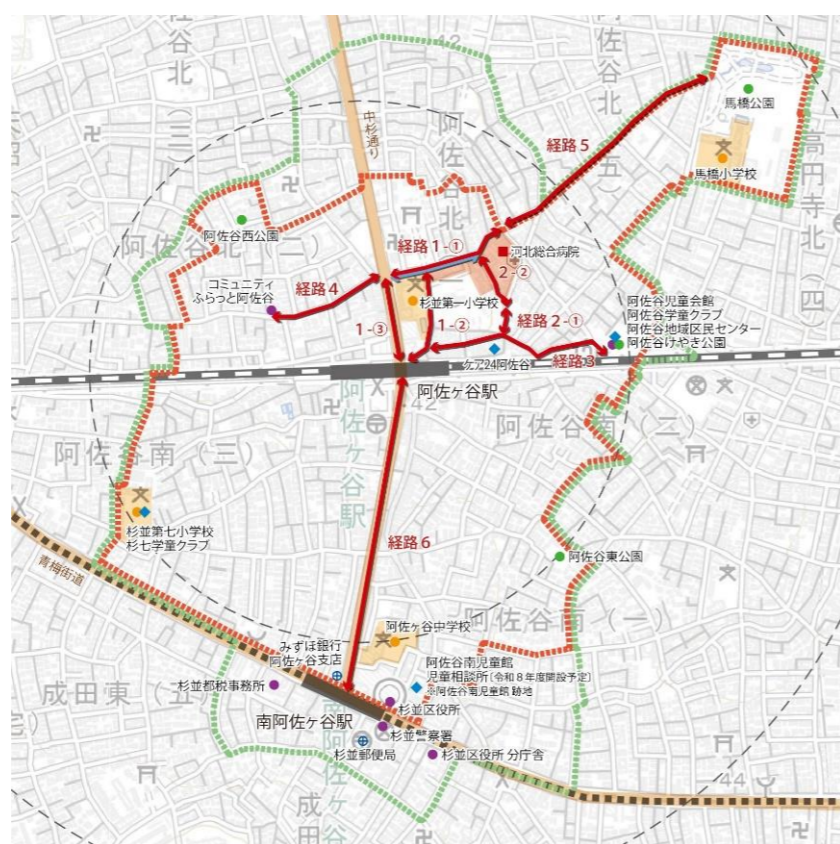 42
阿佐谷北（三）
阿佐谷北
中杉通り
経路5
馬橋公園
馬橋小学校
高円寺北（四）
阿佐谷西公園
阿佐谷北
コミュニティ
ふらっと阿佐谷
経路1-①
河北総合病院
2-②
経路4
杉並第一小学校
1-③
1-②
経路2-①
阿佐谷児童会館
阿佐谷学童クラブ
阿佐谷地域区民センター
阿佐谷けやき公園
ケア24阿佐谷
経路3
阿佐ヶ谷駅
阿佐ヶ谷駅
42
阿佐谷南（三）
阿佐谷南（二）
杉並第七小学校
杉七学童クラブ
青梅街道
経路6
阿佐谷東公園
阿佐谷南
阿佐ヶ谷中学校
みずほ銀行
阿佐ヶ谷支店
阿佐谷南児童館
児童相談所〔令和8年度開設予定〕
※阿佐谷南児童館 跡地
杉並都税事務所
成田東（五）
杉並区役所
南阿佐ヶ谷駅
杉並警察署
杉並郵便局
杉並区役所 分庁舎
44
成田